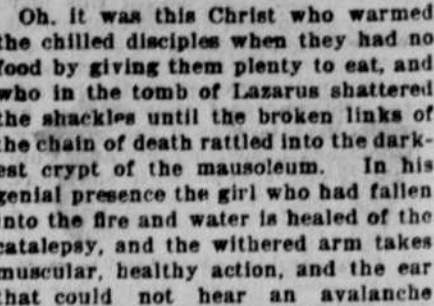 Oh. it was this Christ who warmed
the chilled disciples when they had no
food by giving them plenty to eat, and
who in the tomb of Lazarus shattered
the shackles until the broken links of
the chain of death rattled into the dark-
est crypt of the mausoleum. In his
genial presence the girl who had fallen
into the fire and water is healed of the
catalepsy, and the withered arm takes
muscular, healthy action, and the ear
that could not hear an avalanche